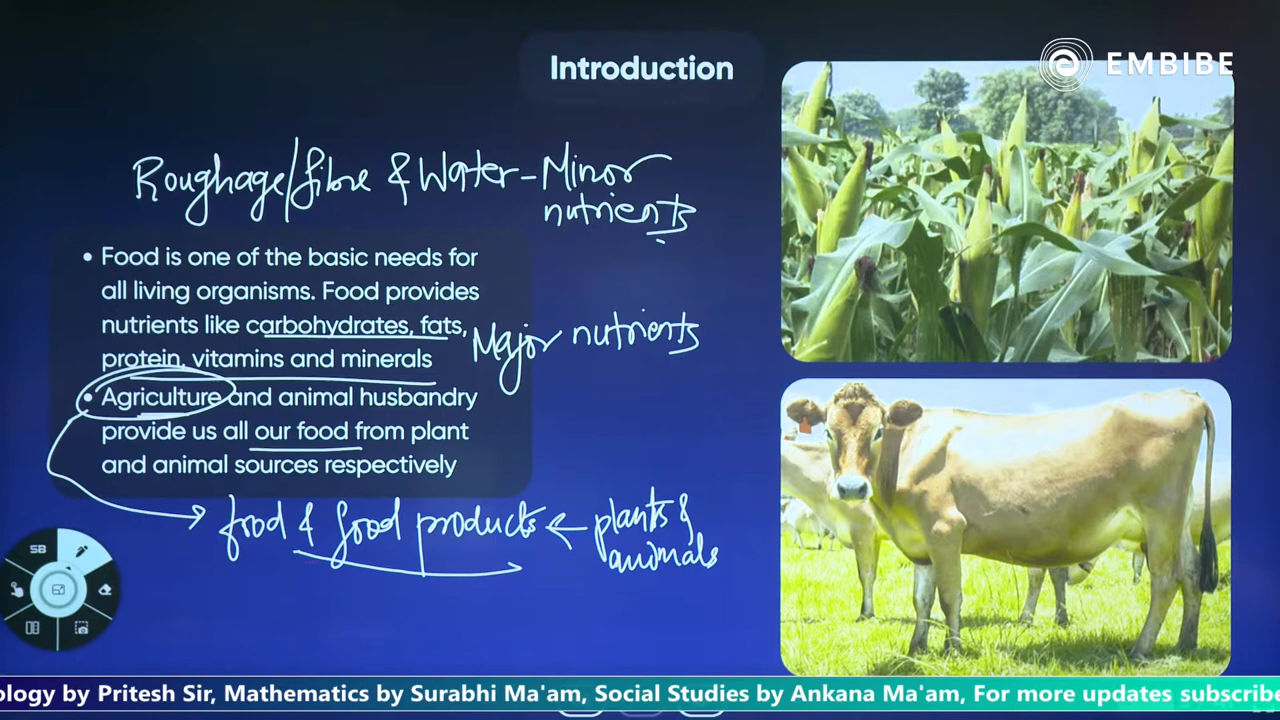 Introduction
EMBIBE
Roughage/fibre & Water-Minor
nutrients
• Food is one of the basic needs for
all living organisms. Food provides
nutrients like carbohydrates, fats,
protein, vitamins and minerals
Major nutrients
• Agriculture and animal husbandry
provide us all our food from plant
and animal sources respectively
food & food products ← plants &
animals
SB
ology by Pritesh Sir, Mathematics by Surabhi Ma'am, Social Studies by Ankana Ma'am, For more updates subscribe